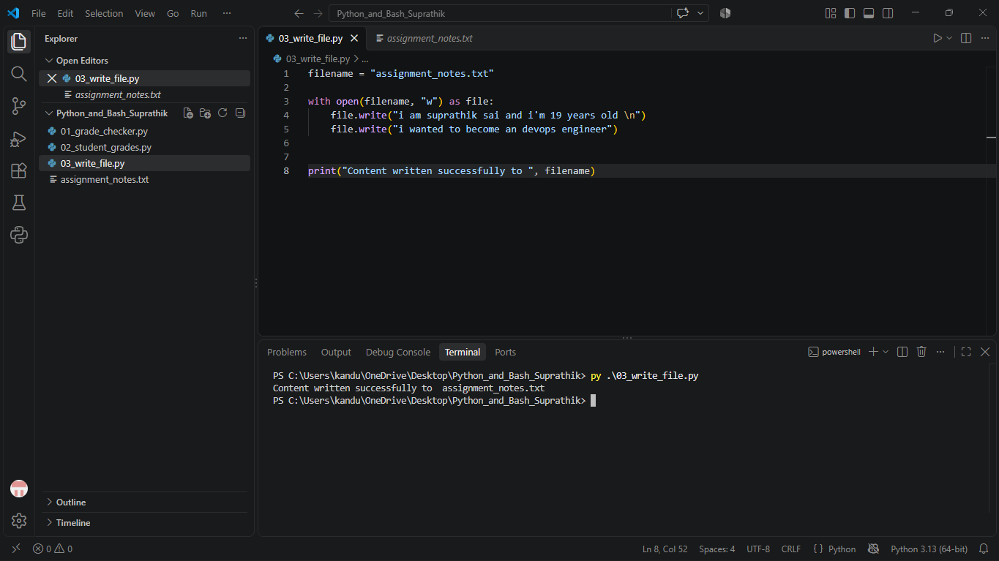 File Edit Selection View Go Run ··· Python_and_Bash_Suprathik
Explorer ···
Open Editors
03_write_file.py
assignment_notes.txt
Python_and_Bash_Suprathik
01_grade_checker.py
02_student_grades.py
03_write_file.py
assignment_notes.txt
Outline
Timeline
03_write_file.py assignment_notes.txt
03_write_file.py > ...
1 filename = "assignment_notes.txt"
2
3 with open(filename, "w") as file:
4 file.write("i am suprathik sai and i'm 19 years old \n")
5 file.write("i wanted to become an devops engineer")
6
7
8 print("Content written successfully to ", filename)
Problems Output Debug Console Terminal Ports powershell
PS C:\Users\kandu\OneDrive\Desktop\Python_and_Bash_Suprathik> py .\03_write_file.py
Content written successfully to  assignment_notes.txt
PS C:\Users\kandu\OneDrive\Desktop\Python_and_Bash_Suprathik>
0 0 Ln 8, Col 52 Spaces: 4 UTF-8 CRLF { } Python Python 3.13 (64-bit)